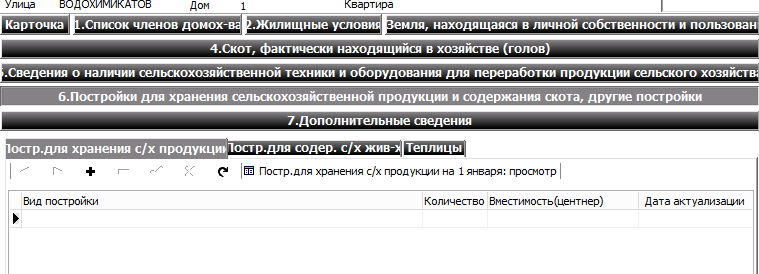 Улица ВОДОХИМИКАТОВ Дом 1 Квартира
Карточка 1.Список членов домох-ва 2.Жилищные условия Земля, находящаяся в личной собственности и пользован
4.Скот, фактически находящийся в хозяйстве (голов)
5.Сведения о наличии сельскохозяйственной техники и оборудования для переработки продукции сельского хозяйства
6.Постройки для хранения сельскохозяйственной продукции и содержания скота, другие постройки
7.Дополнительные сведения
Постр.для хранения с/х продукции Постр.для содер. с/х жив-х Теплицы
Постр.для хранения с/х продукции на 1 января: просмотр
Вид постройки Количество Вместимость(центнер) Дата актуализации